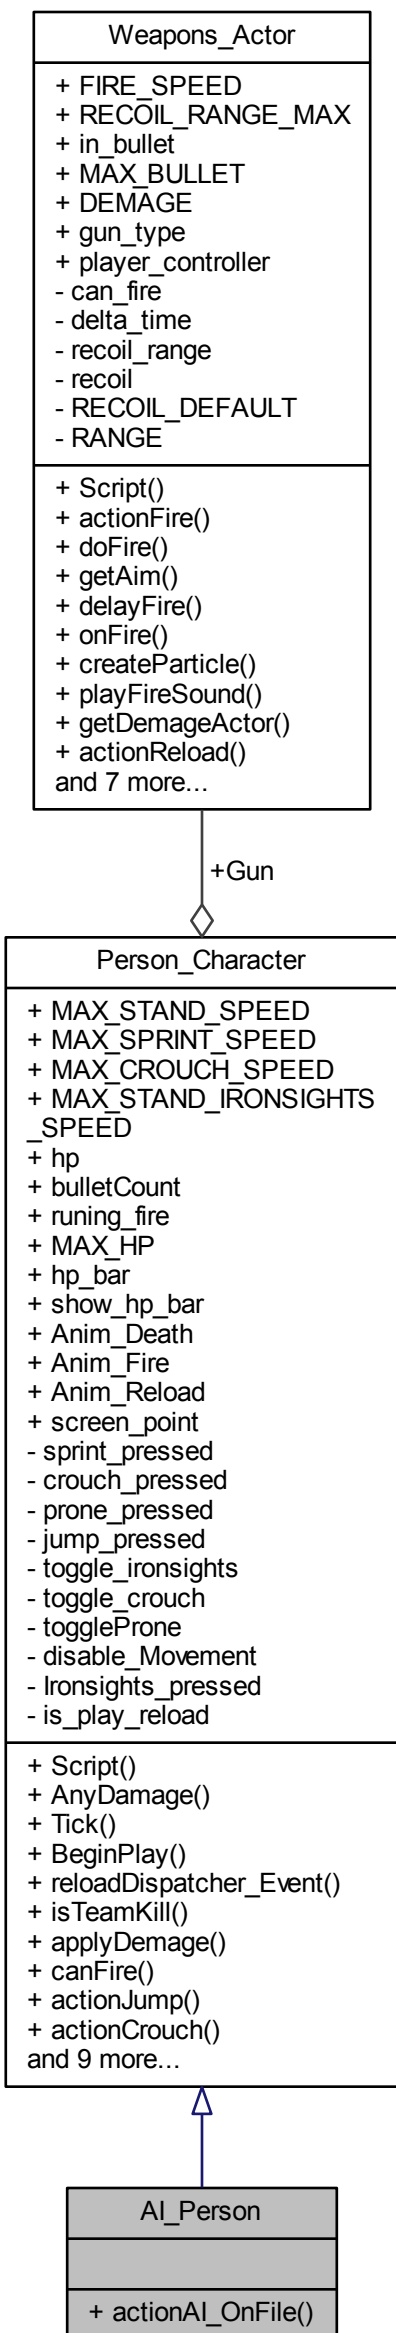 Weapons_Actor
+ FIRE_SPEED
+ RECOIL_RANGE_MAX
+ in_bullet
+ MAX_BULLET
+ DEMAGE
+ gun_type
+ player_controller
- can_fire
- delta_time
- recoil_range
- recoil
- RECOIL_DEFAULT
- RANGE
+ Script()
+ actionFire()
+ doFire()
+ getAim()
+ delayFire()
+ onFire()
+ createParticle()
+ playFireSound()
+ getDemageActor()
+ actionReload()
and 7 more...
+Gun
Person_Character
+ MAX_STAND_SPEED
+ MAX_SPRINT_SPEED
+ MAX_CROUCH_SPEED
+ MAX_STAND_IRONSIGHTS
_SPEED
+ hp
+ bulletCount
+ runing_fire
+ MAX_HP
+ hp_bar
+ show_hp_bar
+ Anim_Death
+ Anim_Fire
+ Anim_Reload
+ screen_point
- sprint_pressed
- crouch_pressed
- prone_pressed
- jump_pressed
- toggle_ironsights
- toggle_crouch
- toggleProne
- disable_Movement
- Ironsights_pressed
- is_play_reload
+ Script()
+ AnyDamage()
+ Tick()
+ BeginPlay()
+ reloadDispatcher_Event()
+ isTeamKill()
+ applyDemage()
+ canFire()
+ actionJump()
+ actionCrouch()
and 9 more...
AI_Person
+ actionAI_OnFile()